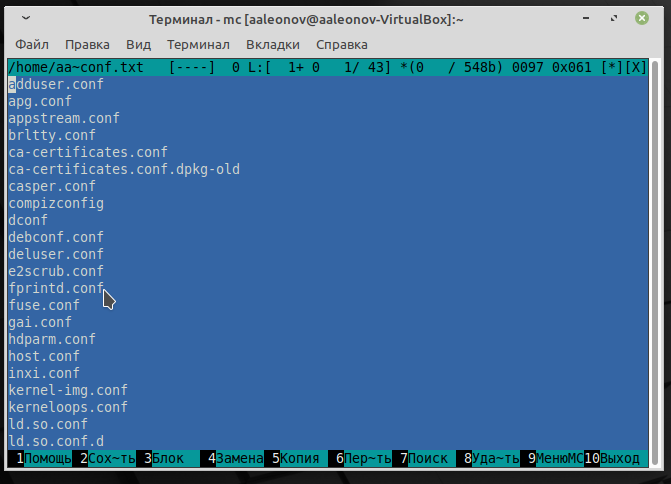 Терминал - mc [aaleonov@aaleonov-VirtualBox]:~
Файл Правка Вид Терминал Вкладки Справка
/home/aa~conf.txt [----] 0 L:[ 1+ 0 1/ 43] *(0 / 548b) 0097 0x061 [*][X]
adduser.conf
apg.conf
appstream.conf
brltty.conf
ca-certificates.conf
ca-certificates.conf.dpkg-old
casper.conf
compizconfig
dconf
debconf.conf
deluser.conf
e2scrub.conf
fprintd.conf
fuse.conf
gai.conf
hdparm.conf
host.conf
inxi.conf
kernel-img.conf
kerneloops.conf
ld.so.conf
ld.so.conf.d
1Помощь 2Сох~ть 3Блок 4Замена 5Копия 6Пер~ть 7Поиск 8Уда~ть 9МенюМС 10Выход